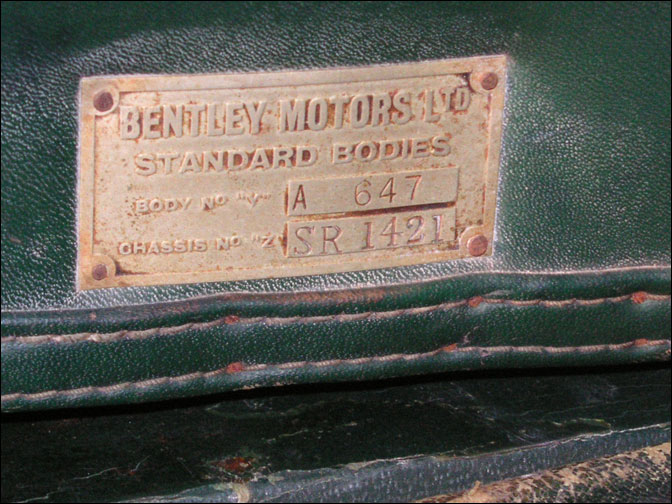 BENTLEY MOTORS LTD
STANDARD BODIES
BODY NO "Y" A 647
CHASSIS NO "Z" SR 1421